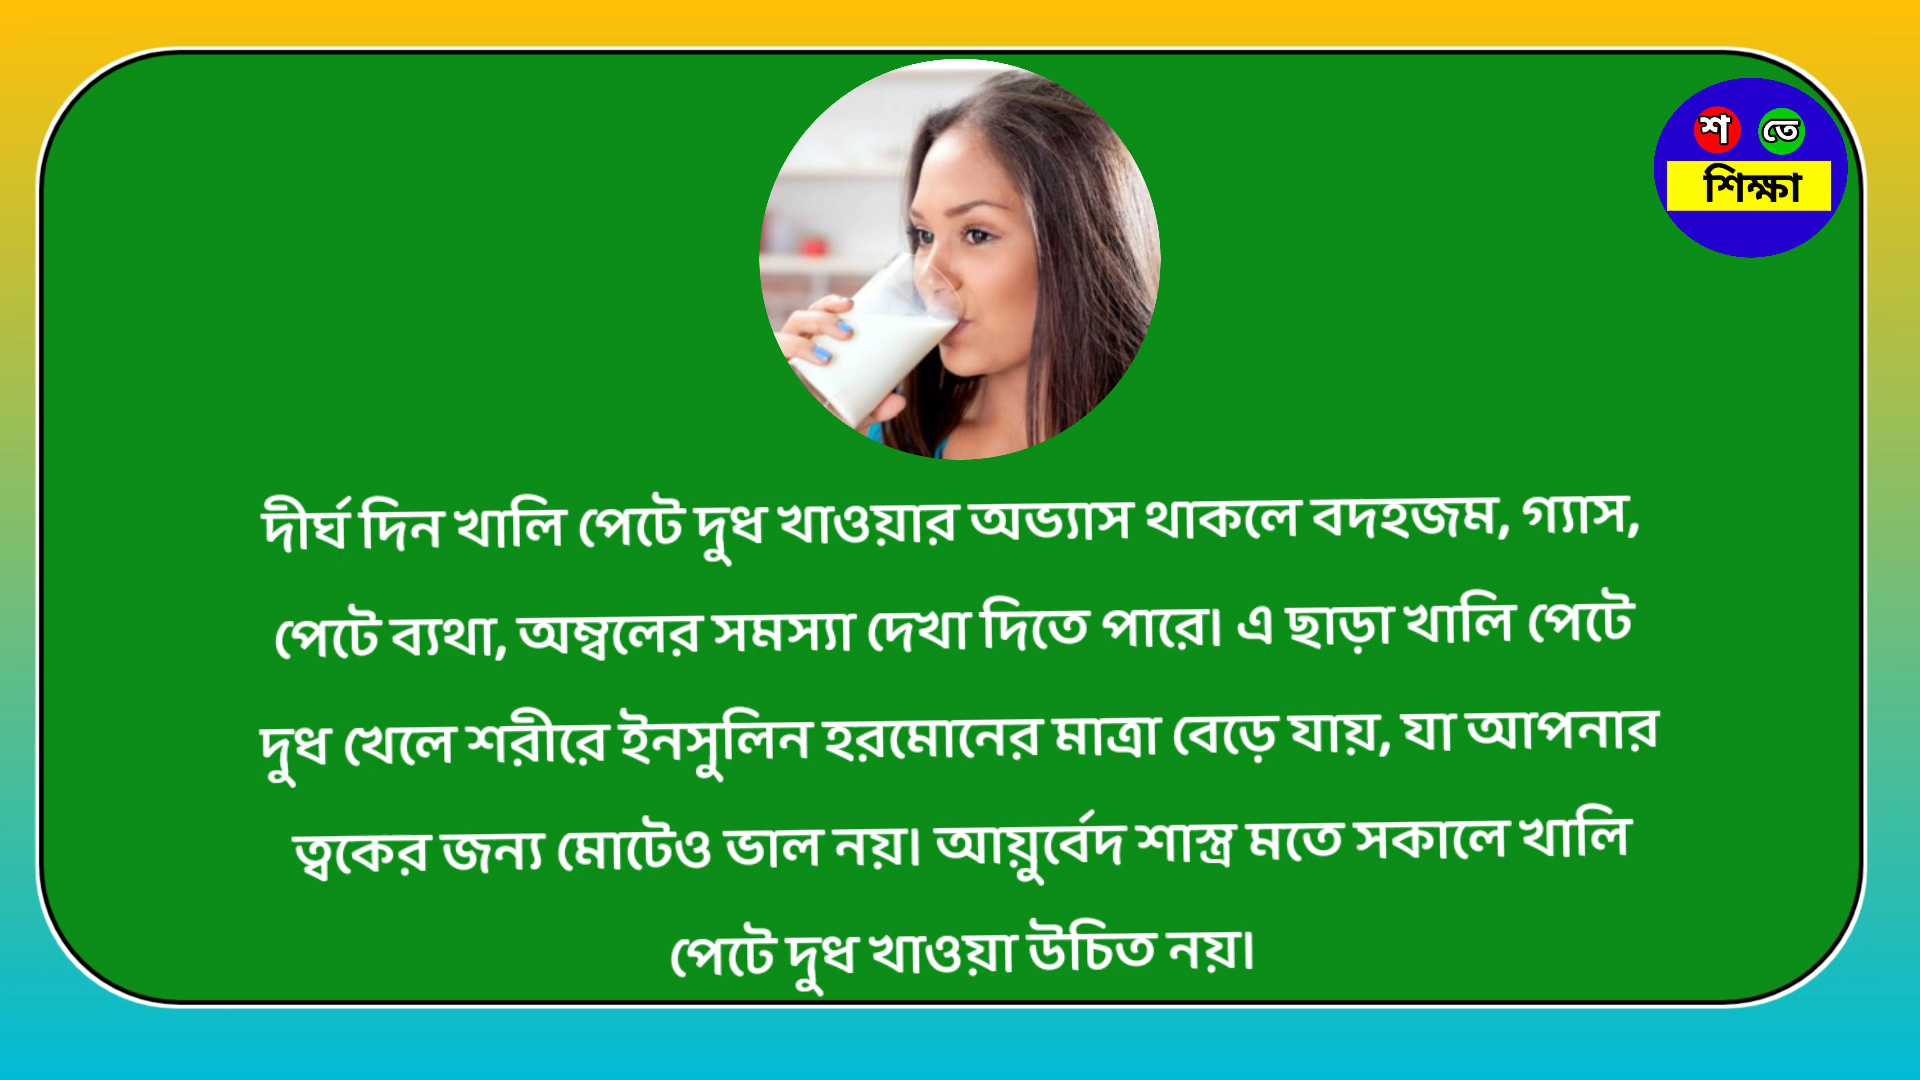 শ তে
শিক্ষা
দীর্ঘ দিন খালি পেটে দুধ খাওয়ার অভ্যাস থাকলে বদহজম, গ্যাস,
পেটে ব্যথা, অম্বলের সমস্যা দেখা দিতে পারে। এ ছাড়া খালি পেটে
দুধ খেলে শরীরে ইনসুলিন হরমোনের মাত্রা বেড়ে যায়, যা আপনার
ত্বকের জন্য মোটেও ভাল নয়। আয়ুর্বেদ শাস্ত্র মতে সকালে খালি
পেটে দুধ খাওয়া উচিত নয়।